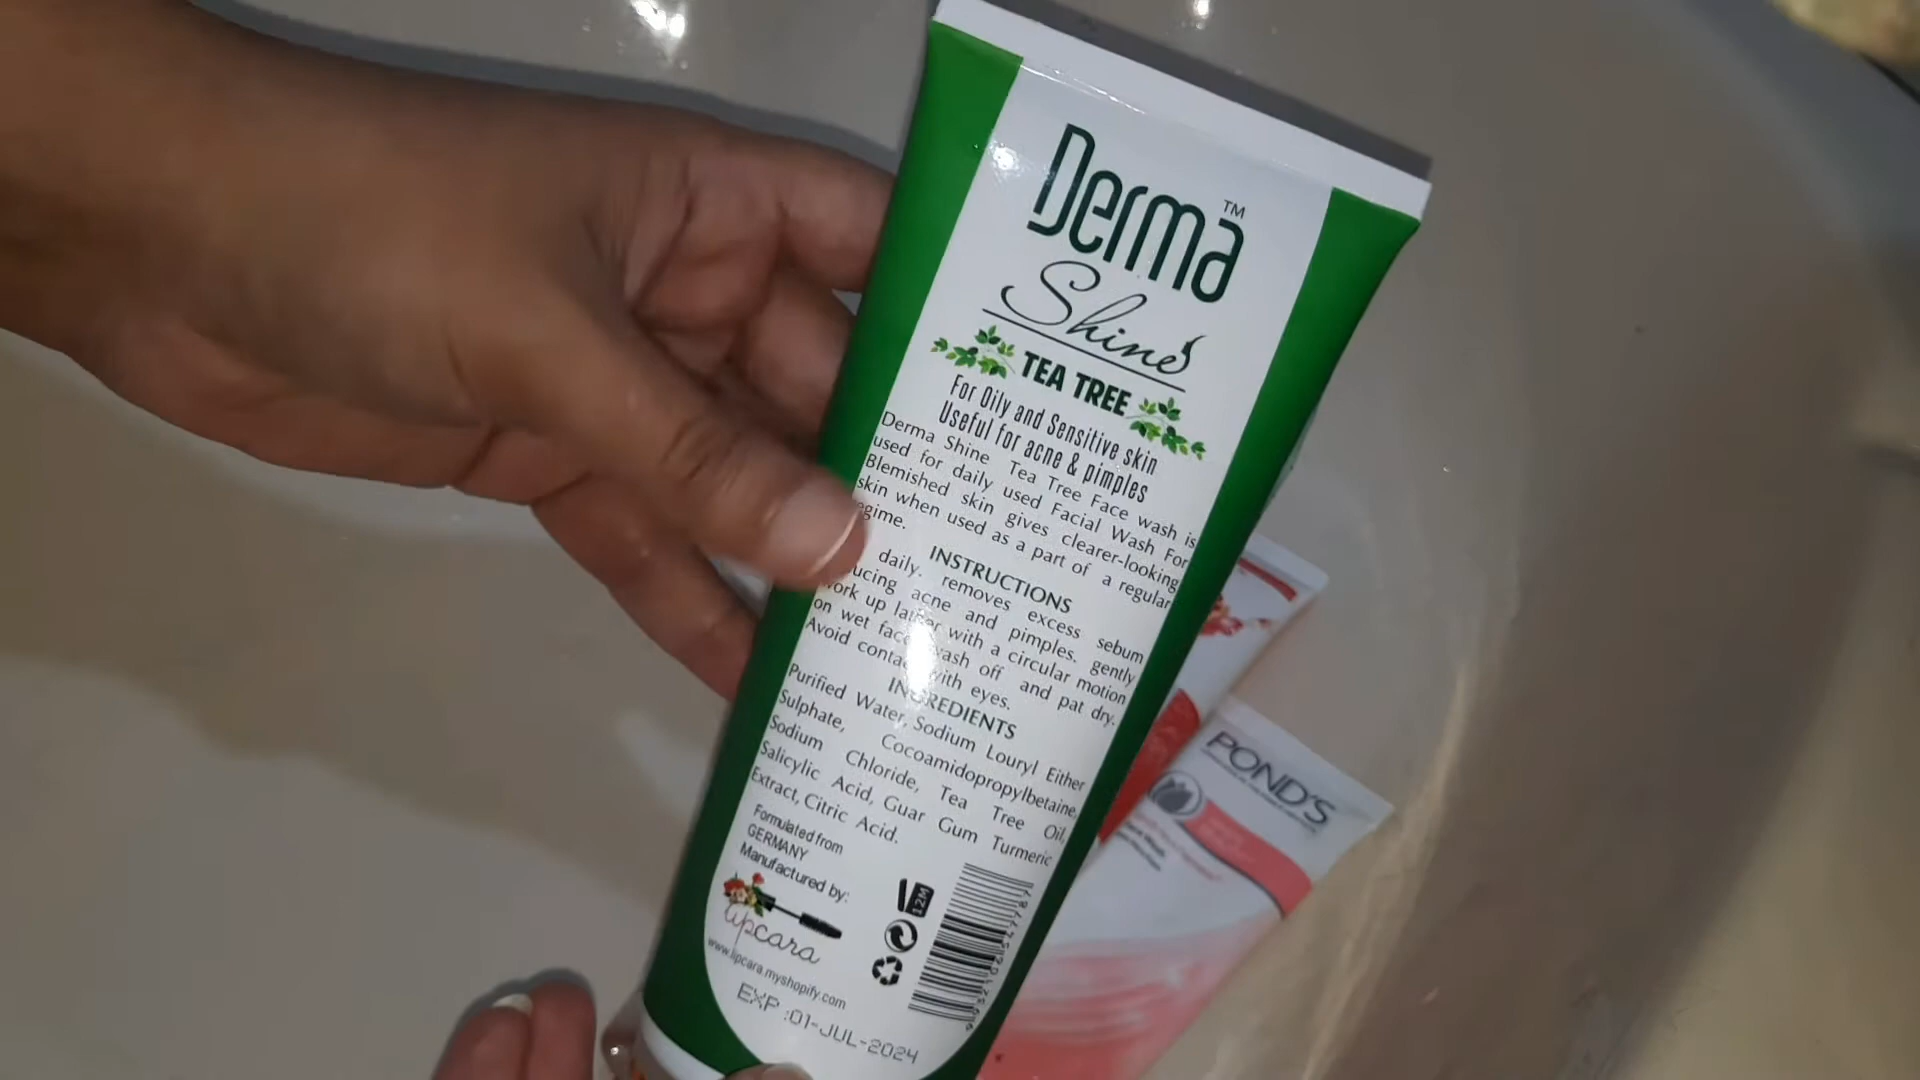 Derma™
Shine
TEA TREE
For Oily and Sensitive skin
Useful for acne & pimples
Derma Shine Tea Tree Face wash is
used for daily used Facial Wash For
Blemished skin gives clearer-looking
skin when used as a part of a regular
egime.
INSTRUCTIONS
daily. removes excess sebum
ucing acne and pimples. gently
ork up lather with a circular motion
on wet face wash off and pat dry.
Avoid contact with eyes.
INGREDIENTS
Purified Water, Sodium Louryl Either
Sulphate, Cocoamidopropylbetaine,
Sodium Chloride, Tea Tree Oil,
Salicylic Acid, Guar Gum Turmeric
Extract, Citric Acid.
Formulated from
GERMANY
Manufactured by:
lipcara
www.lipcara.myshopify.com
12M
EXP :01-JUL-2024
POND'S